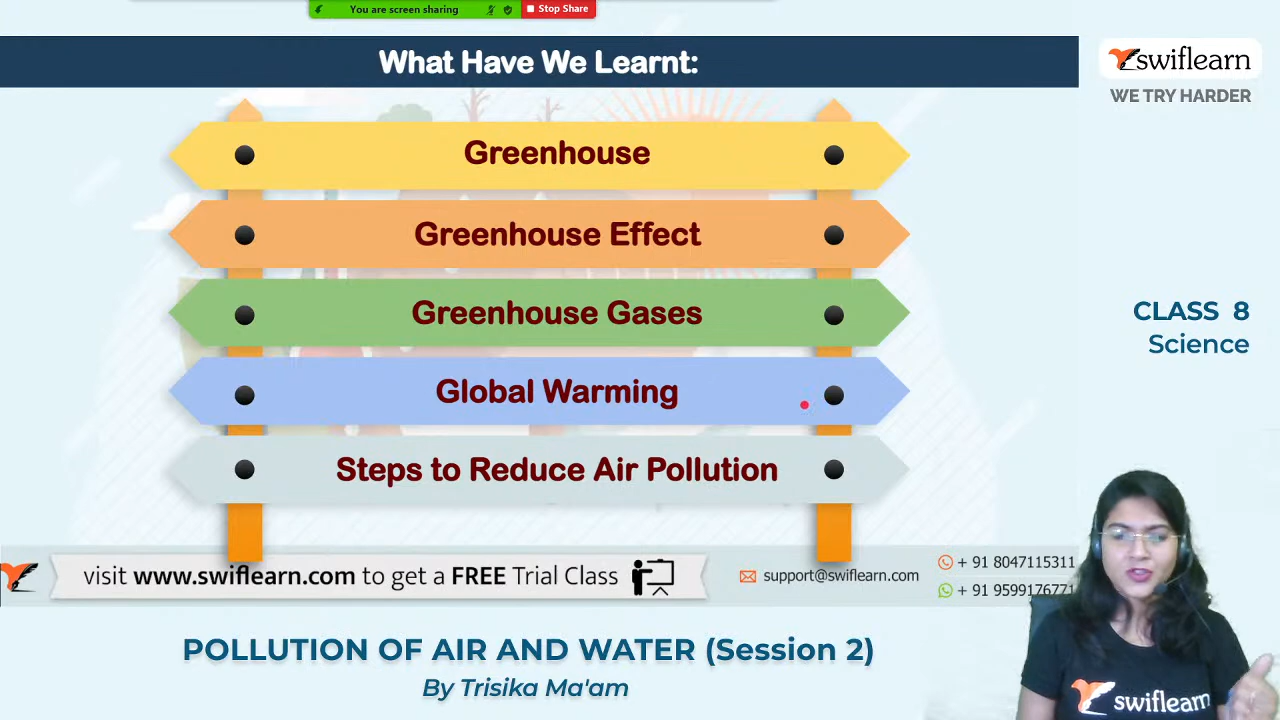 You are screen sharing
Stop Share
What Have We Learnt:
swiflearn
WE TRY HARDER
Greenhouse
Greenhouse Effect
Greenhouse Gases
CLASS 8
Science
Global Warming
Steps to Reduce Air Pollution
visit www.swiflearn.com to get a FREE Trial Class
support@swiflearn.com
+ 91 8047115311
+ 91 9599176771
POLLUTION OF AIR AND WATER (Session 2)
By Trisika Ma'am
swiflearn